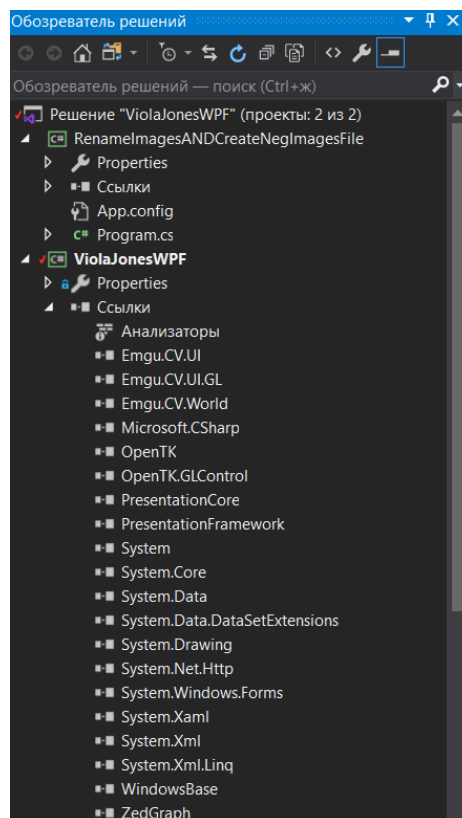 Обозреватель решений
Обозреватель решений — поиск (Ctrl+ж)
Решение "ViolaJonesWPF" (проекты: 2 из 2)
C# RenameImagesANDCreateNegImagesFile
Properties
Ссылки
App.config
C# Program.cs
C# ViolaJonesWPF
Properties
Ссылки
Анализаторы
Emgu.CV.UI
Emgu.CV.UI.GL
Emgu.CV.World
Microsoft.CSharp
OpenTK
OpenTK.GLControl
PresentationCore
PresentationFramework
System
System.Core
System.Data
System.Data.DataSetExtensions
System.Drawing
System.Net.Http
System.Windows.Forms
System.Xaml
System.Xml
System.Xml.Linq
WindowsBase
ZedGraph